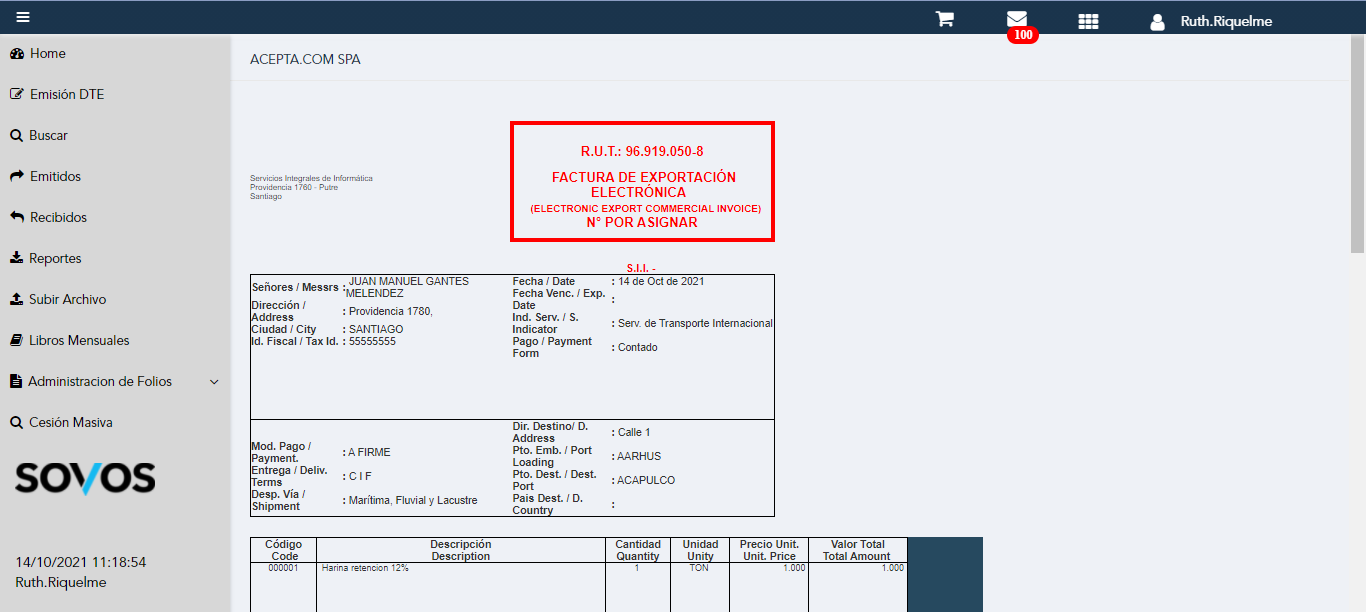 Ruth.Riquelme
100
Home
Emisión DTE
Buscar
Emitidos
Recibidos
Reportes
Subir Archivo
Libros Mensuales
Administracion de Folios
Cesión Masiva
SOVOS
14/10/2021 11:18:54
Ruth.Riquelme
ACEPTA.COM SPA
Servicios Integrales de Informática
Providencia 1760 - Putre
Santiago
R.U.T.: 96.919.050-8
FACTURA DE EXPORTACIÓN
ELECTRÓNICA
(ELECTRONIC EXPORT COMMERCIAL INVOICE)
N° POR ASIGNAR
S.I.I. -
Señores / Messrs : JUAN MANUEL GANTES
MELENDEZ
Dirección /
Address : Providencia 1780,
Ciudad / City : SANTIAGO
Id. Fiscal / Tax Id. : 55555555
Fecha / Date : 14 de Oct de 2021
Fecha Venc. / Exp.
Date :
Ind. Serv. / S.
Indicator : Serv. de Transporte Internacional
Pago / Payment
Form : Contado
Mod. Pago /
Payment. : A FIRME
Entrega / Deliv.
Terms : C I F
Desp. Vía /
Shipment : Marítima, Fluvial y Lacustre
Dir. Destino/ D.
Address : Calle 1
Pto. Emb. / Port
Loading : AARHUS
Pto. Dest. / Dest.
Port : ACAPULCO
Pais Dest. / D.
Country :
Código Descripción Cantidad Unidad Precio Unit. Valor Total
Code Description Quantity Unity Unit. Price Total Amount
000001 Harina retencion 12% 1 TON 1.000 1.000